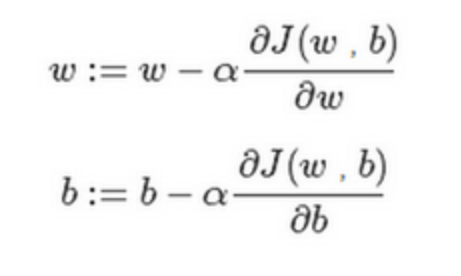 w := w − α ∂J(w , b) / ∂w
b := b − α ∂J(w , b) / ∂b